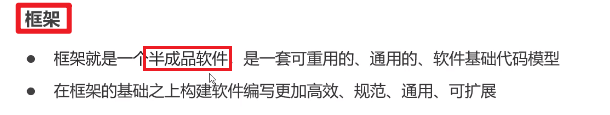 框架
框架就是一个半成品软件，是一套可重用的、通用的、软件基础代码模型
在框架的基础之上构建软件编写更加高效、规范、通用、可扩展